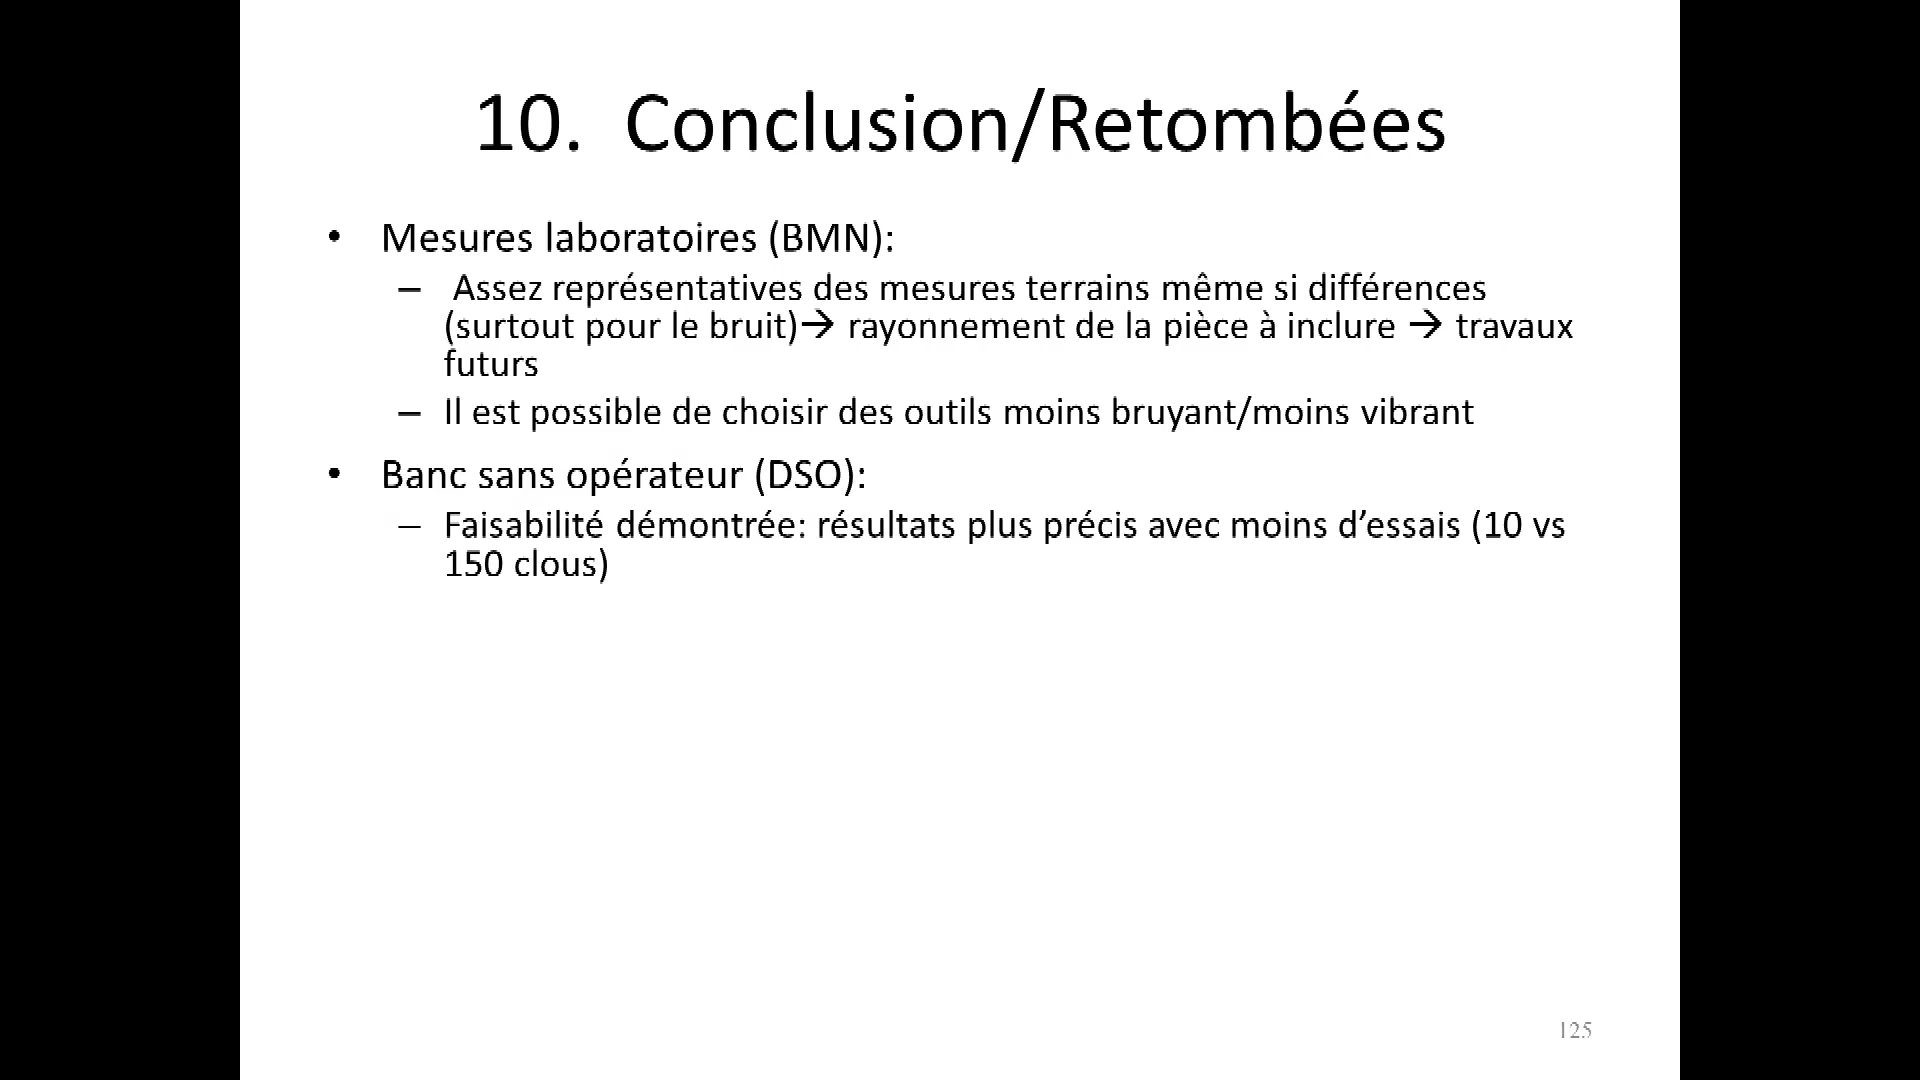 10. Conclusion/Retombées
• Mesures laboratoires (BMN):
– Assez représentatives des mesures terrains même si différences
(surtout pour le bruit)→ rayonnement de la pièce à inclure → travaux
futurs
– Il est possible de choisir des outils moins bruyant/moins vibrant
• Banc sans opérateur (DSO):
– Faisabilité démontrée: résultats plus précis avec moins d’essais (10 vs
150 clous)
125